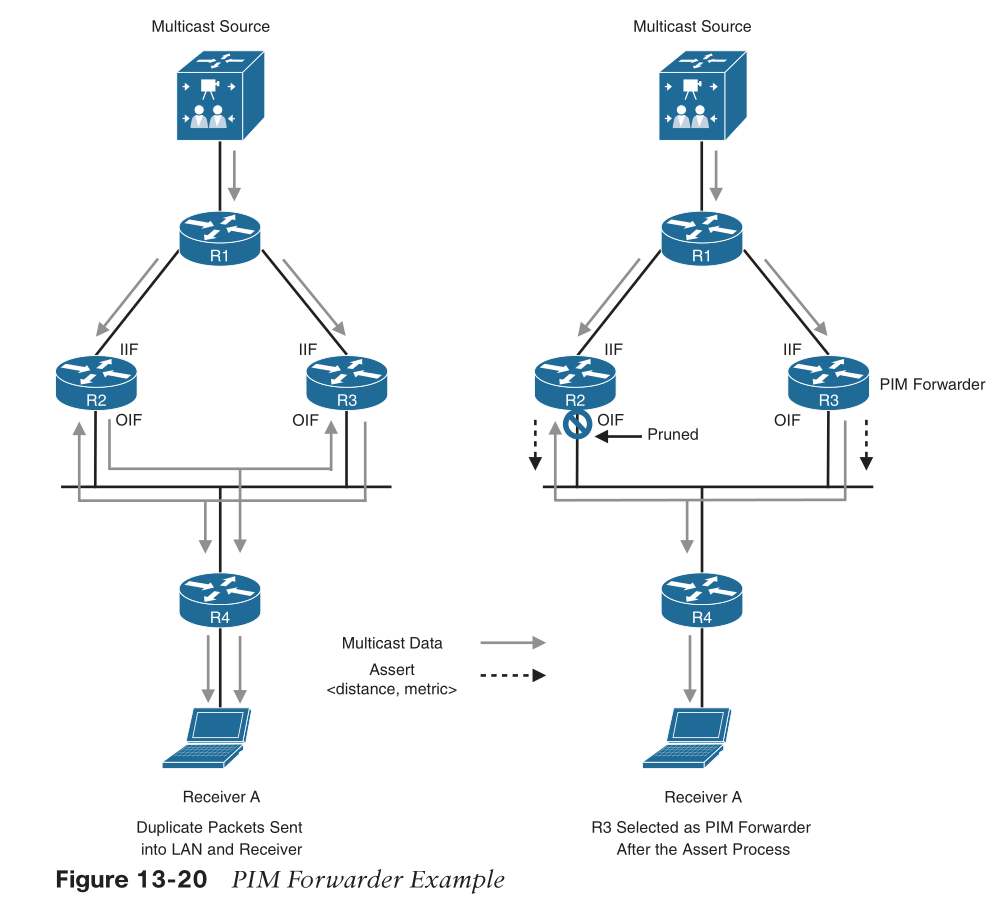 Multicast Source
R1
IIF
IIF
R2
R3
OIF
OIF
R4
Receiver A
Duplicate Packets Sent
into LAN and Receiver
Multicast Source
R1
IIF
IIF
R2
R3
PIM Forwarder
OIF
OIF
Pruned
R4
Receiver A
R3 Selected as PIM Forwarder
After the Assert Process
Multicast Data
Assert
<distance, metric>
Figure 13-20 PIM Forwarder Example